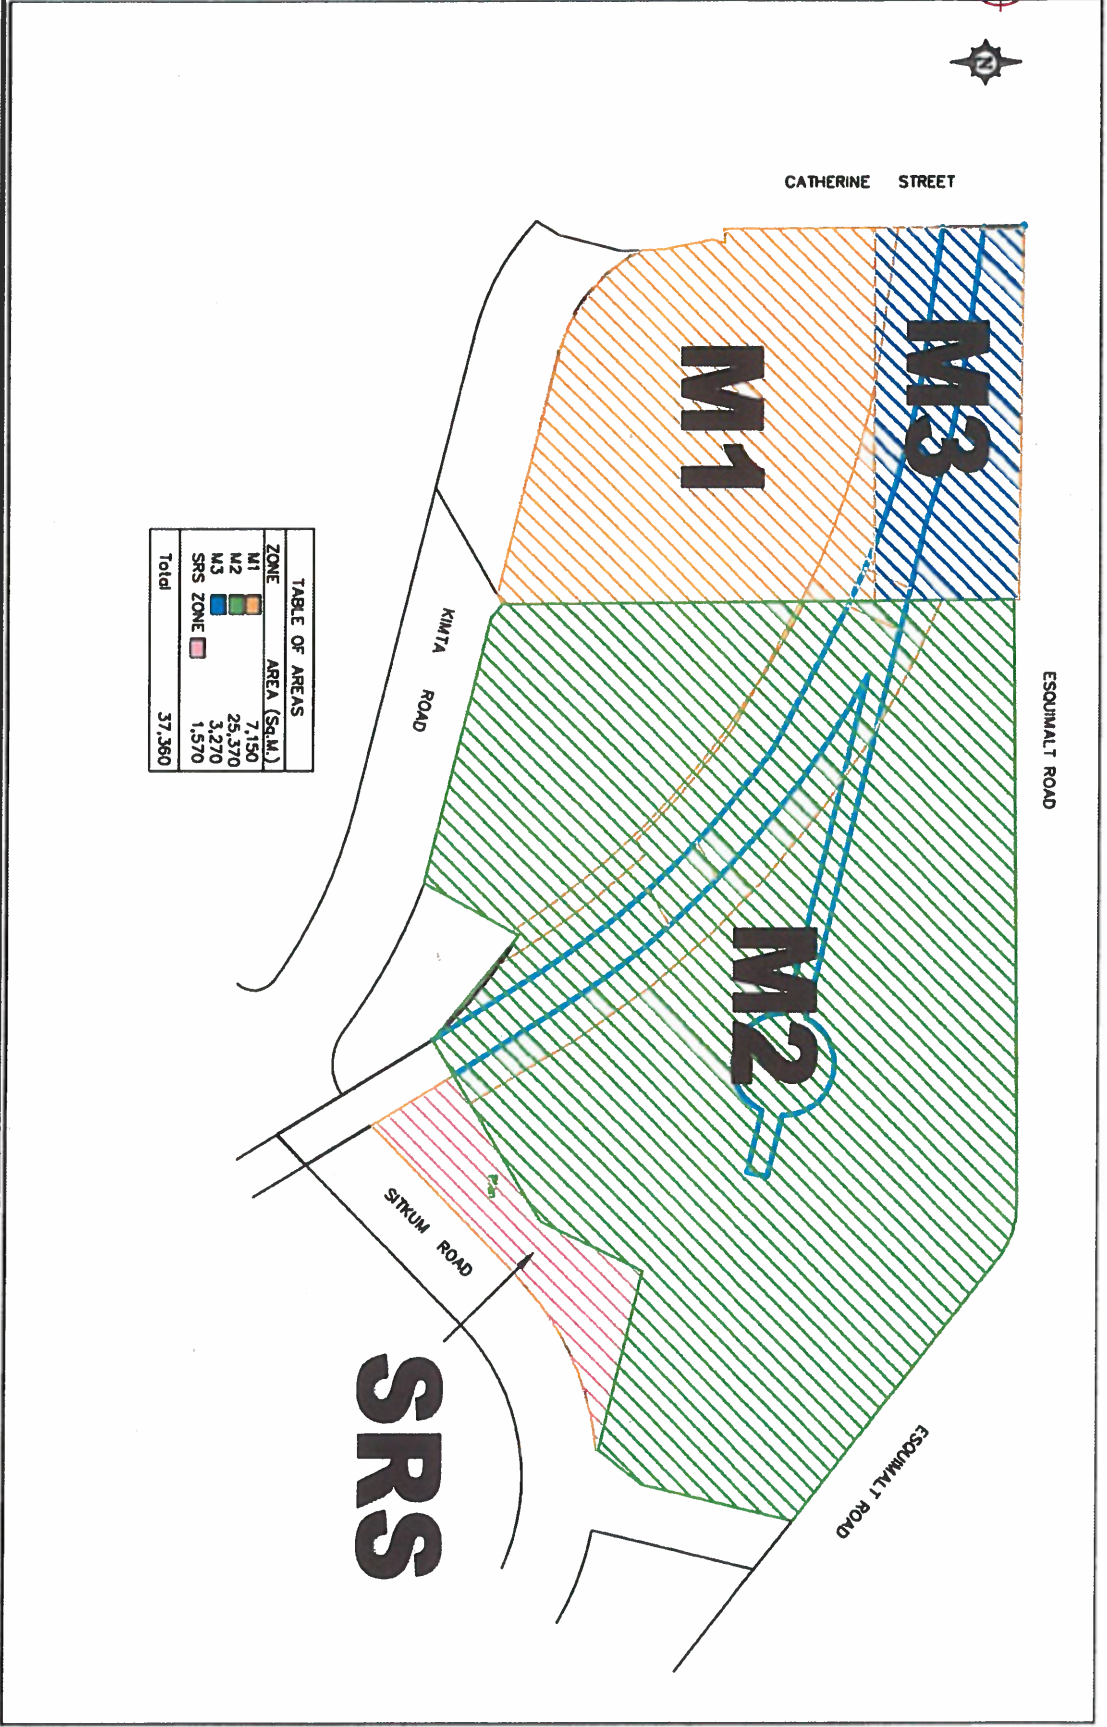 N
CATHERINE STREET
ESQUIMALT ROAD
M3
M1
M2
KIMTA ROAD
ESQUIMALT ROAD
SITKUM ROAD
SRS
TABLE OF AREAS
ZONE AREA (Sq.M.)
M1 7,150
M2 25,370
M3 3,270
SRS ZONE 1,570
Total 37,360